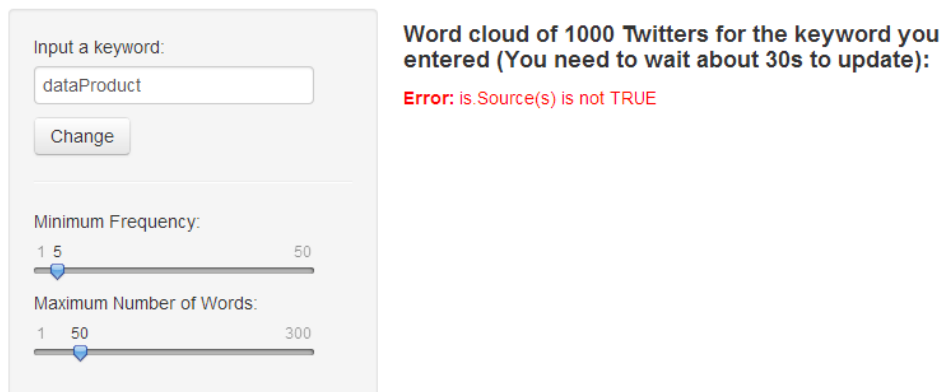 Input a keyword:
dataProduct
Change
Minimum Frequency:
1 5 50
Maximum Number of Words:
1 50 300
Word cloud of 1000 Twitters for the keyword you
entered (You need to wait about 30s to update):
Error: is.Source(s) is not TRUE